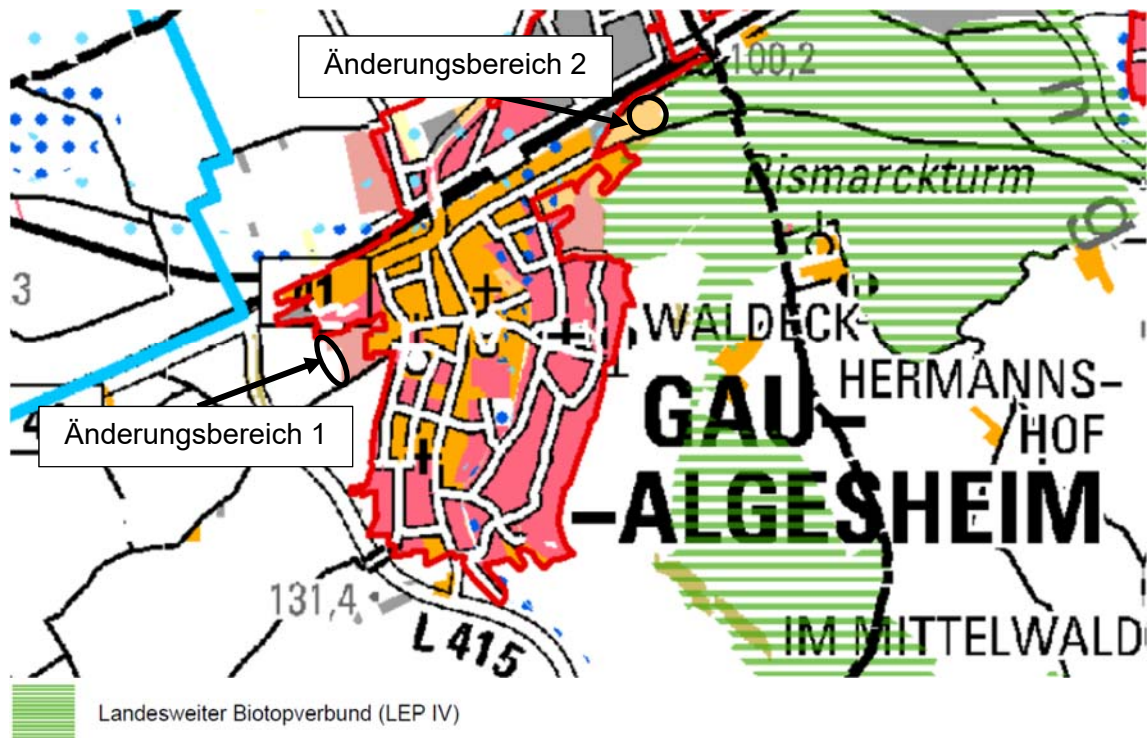 Änderungsbereich 2
100,2
Bismarckturm
3
WALDECK
GAU-
HERMANNS-
HOF
Änderungsbereich 1
-ALGESHEIM
131,4
L 415
IM MITTELWALD
Landesweiter Biotopverbund (LEP IV)